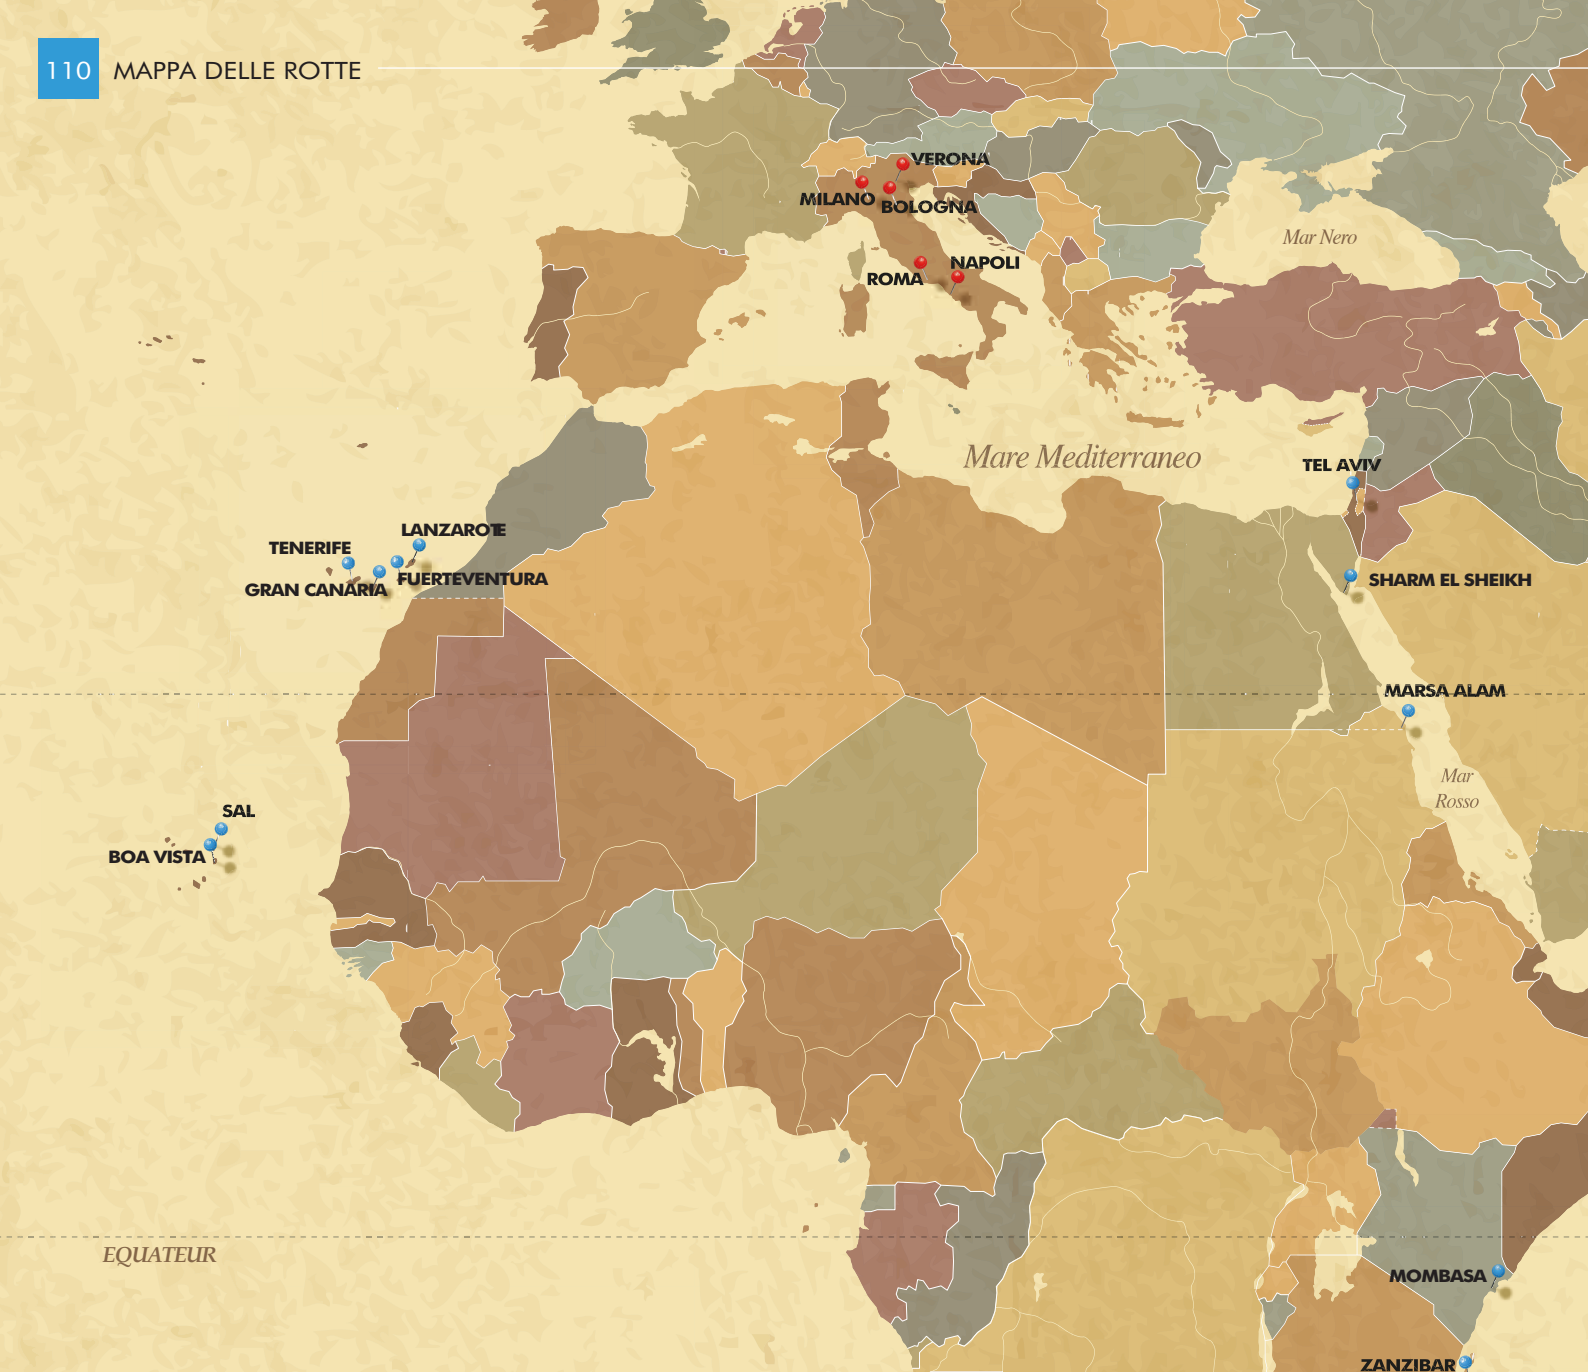 110 MAPPA DELLE ROTTE
VERONA
MILANO
BOLOGNA
Mar Nero
ROMA
NAPOLI
Mare Mediterraneo
TEL AVIV
LANZAROTE
TENERIFE
FUERTEVENTURA
GRAN CANARIA
SHARM EL SHEIKH
MARSA ALAM
Mar
Rosso
SAL
BOA VISTA
EQUATEUR
MOMBASA
ZANZIBAR